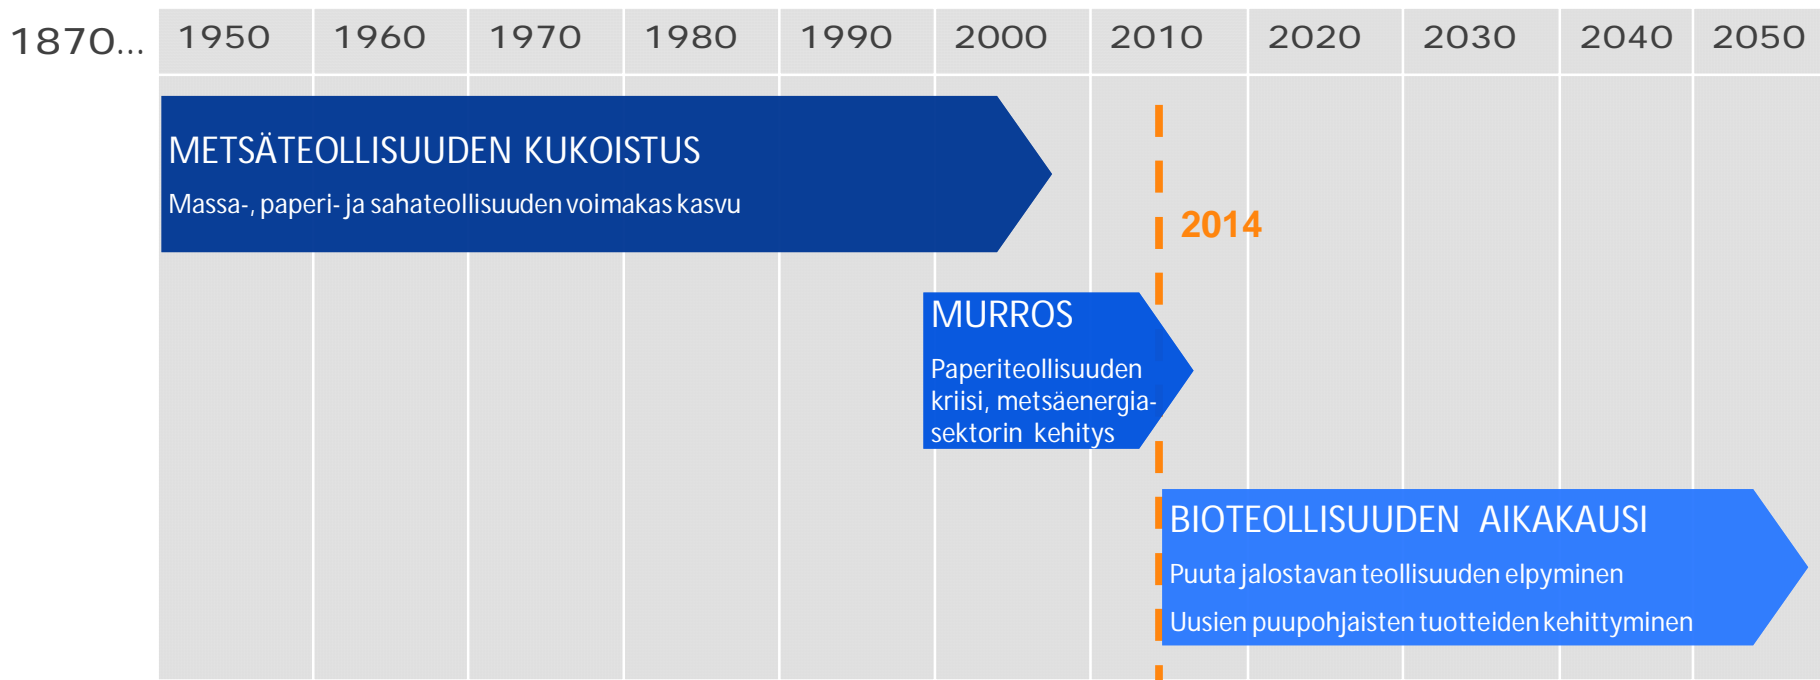 1870... 1950 1960 1970 1980 1990 2000 2010 2020 2030 2040 2050
METSÄTEOLLISUUDEN KUKOISTUS
Massa-, paperi- ja sahateollisuuden voimakas kasvu
2014
MURROS
Paperiteollisuuden
kriisi, metsäenergia-
sektorin kehitys
BIOTEOLLISUUDEN AIKAKAUSI
Puuta jalostavan teollisuuden elpyminen
Uusien puupohjaisten tuotteiden kehittyminen